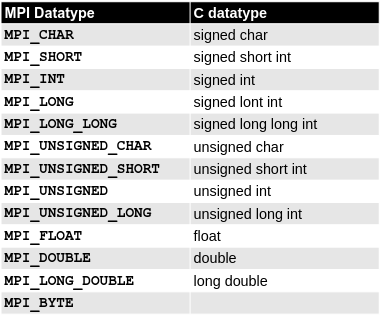 MPI Datatype C datatype
MPI_CHAR signed char
MPI_SHORT signed short int
MPI_INT signed int
MPI_LONG signed lont int
MPI_LONG_LONG signed long long int
MPI_UNSIGNED_CHAR unsigned char
MPI_UNSIGNED_SHORT unsigned short int
MPI_UNSIGNED unsigned int
MPI_UNSIGNED_LONG unsigned long int
MPI_FLOAT float
MPI_DOUBLE double
MPI_LONG_DOUBLE long double
MPI_BYTE